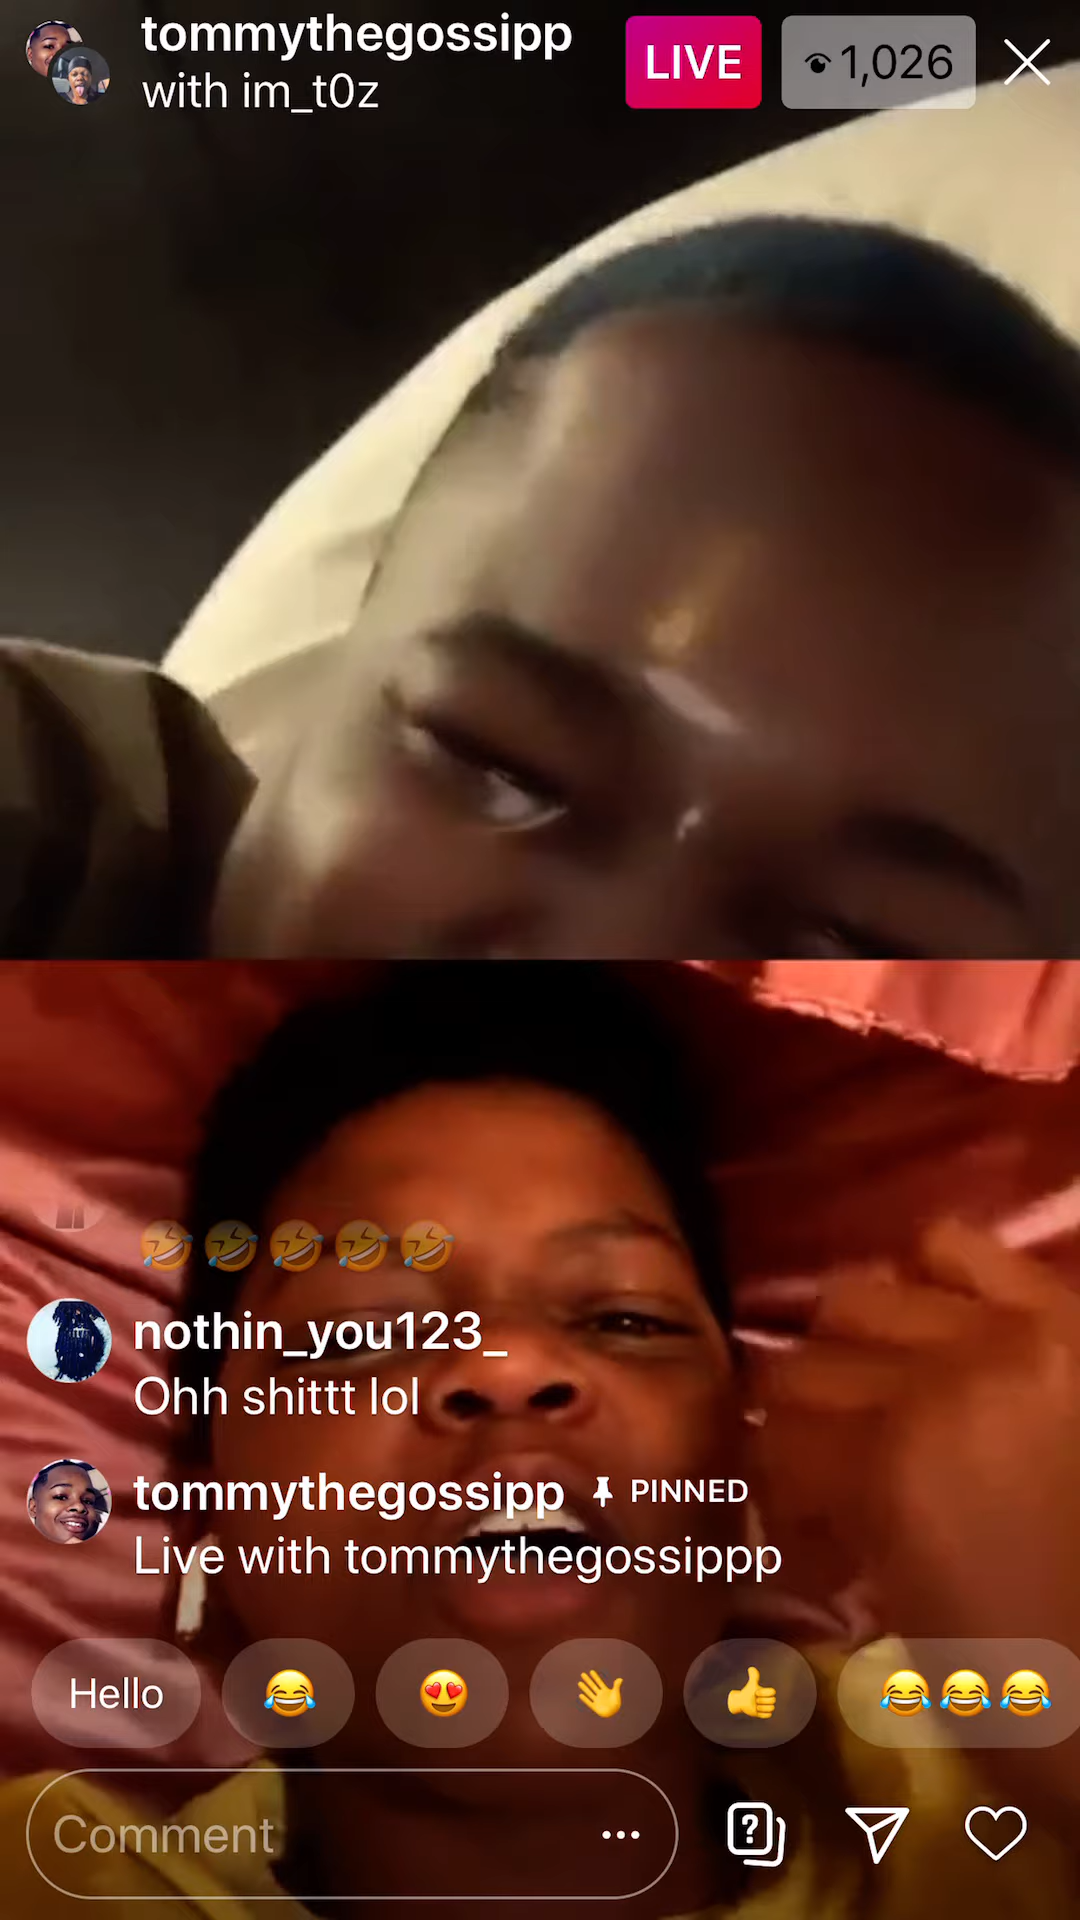 tommythegossipp
with im_t0z
LIVE
1,026
🤣🤣🤣🤣🤣
nothin_you123_
Ohh shittt lol
tommythegossipp PINNED
Live with tommythegossippp
Hello 😂 😍 👋 👍 😂😂😂
Comment